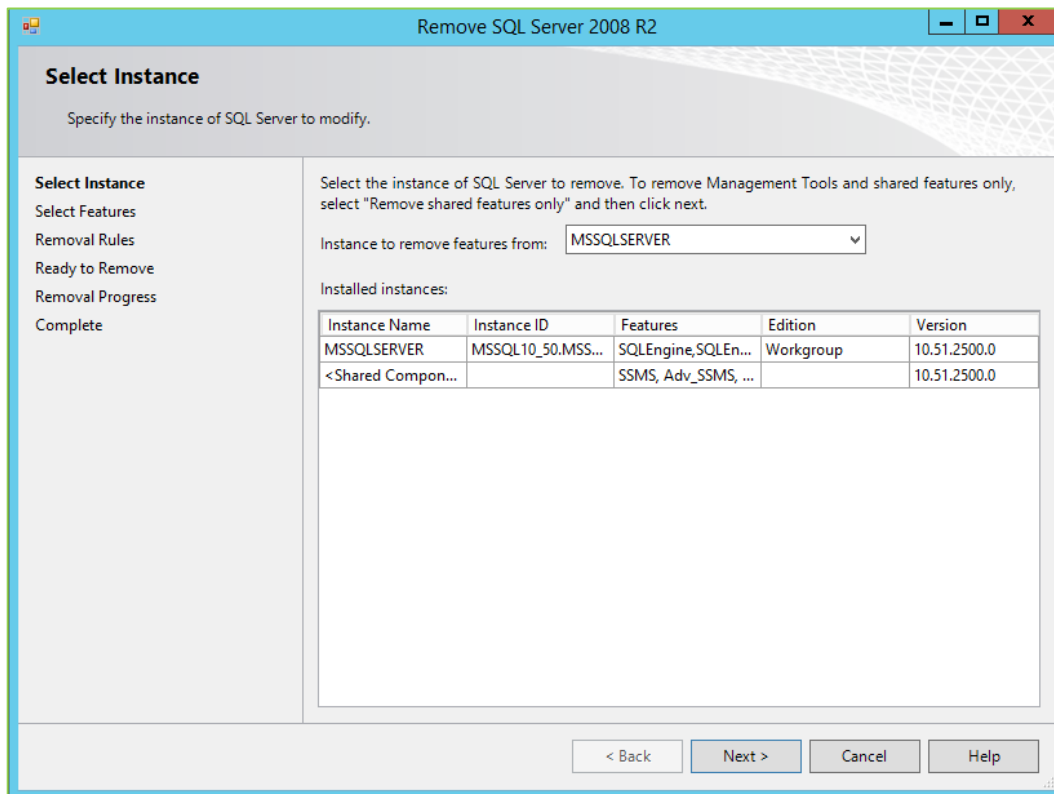 Remove SQL Server 2008 R2
Select Instance
Specify the instance of SQL Server to modify.
Select Instance
Select Features
Removal Rules
Ready to Remove
Removal Progress
Complete
Select the instance of SQL Server to remove. To remove Management Tools and shared features only,
select "Remove shared features only" and then click next.
Instance to remove features from: MSSQLSERVER
Installed instances:
Instance Name Instance ID Features Edition Version
MSSQLSERVER MSSQL10_50.MSS... SQLEngine,SQLEn... Workgroup 10.51.2500.0
<Shared Compon... SSMS, Adv_SSMS, ... 10.51.2500.0
< Back Next > Cancel Help